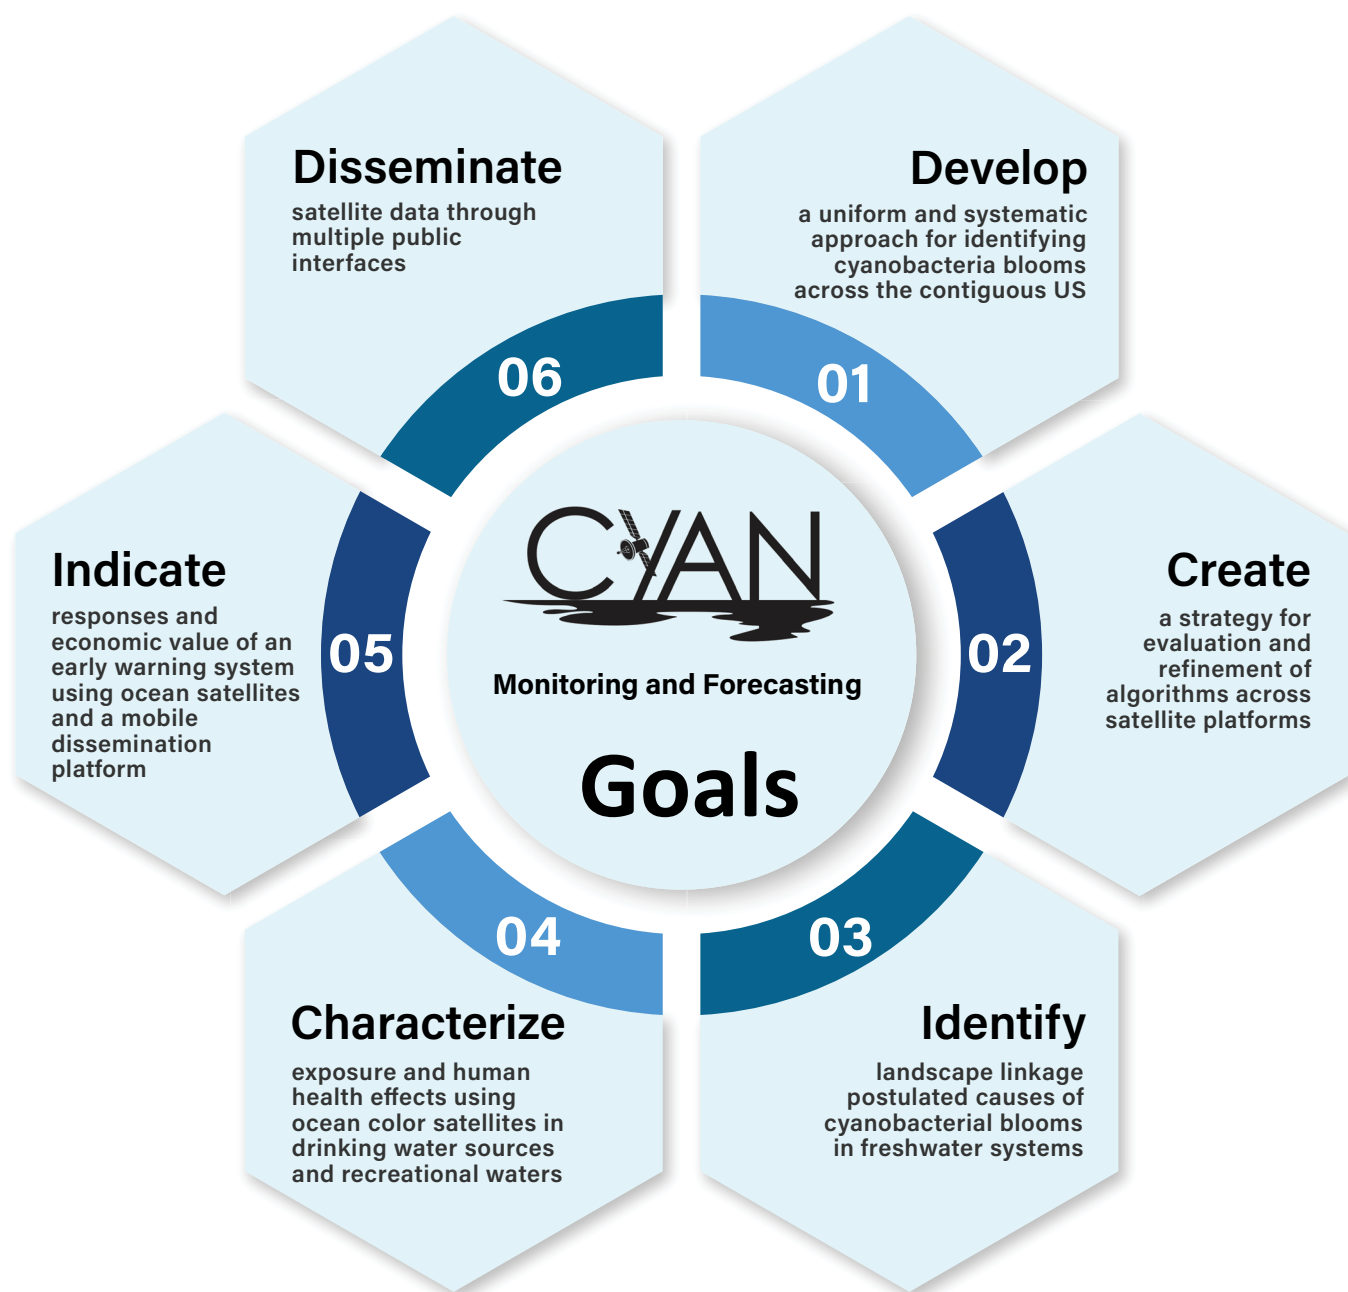 Disseminate
satellite data through
multiple public
interfaces
06
Develop
a uniform and systematic
approach for identifying
cyanobacteria blooms
across the contiguous US
01
Create
a strategy for
evaluation and
refinement of
algorithms across
satellite platforms
02
Identify
landscape linkage
postulated causes of
cyanobacterial blooms
in freshwater systems
03
Characterize
exposure and human
health effects using
ocean color satellites in
drinking water sources
and recreational waters
04
Indicate
responses and
economic value of an
early warning system
using ocean satellites
and a mobile
dissemination
platform
05
CYAN
Monitoring and Forecasting
Goals